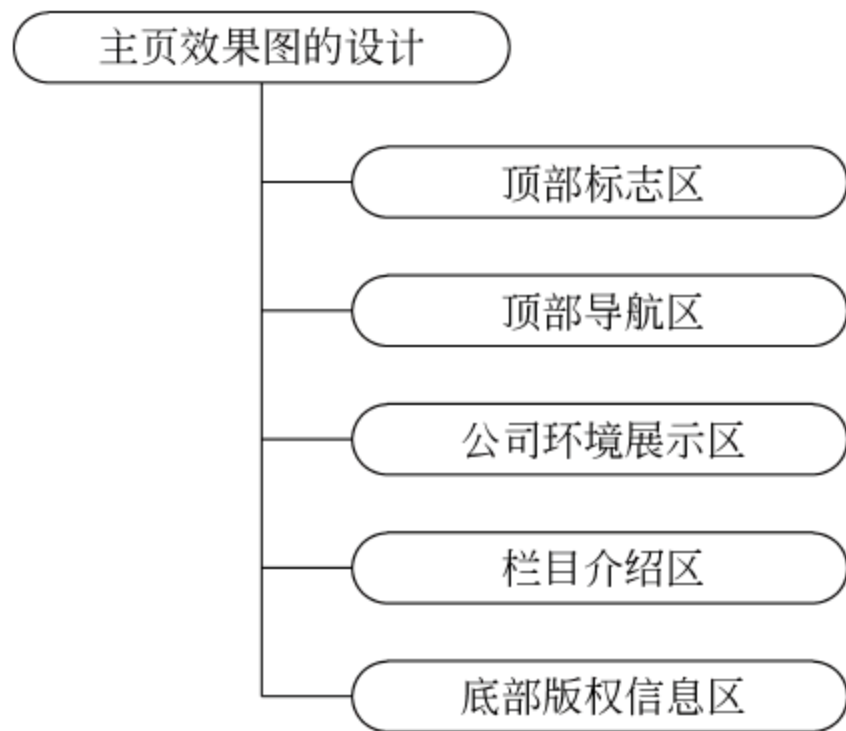 主页效果图的设计
顶部标志区
顶部导航区
公司环境展示区
栏目介绍区
底部版权信息区